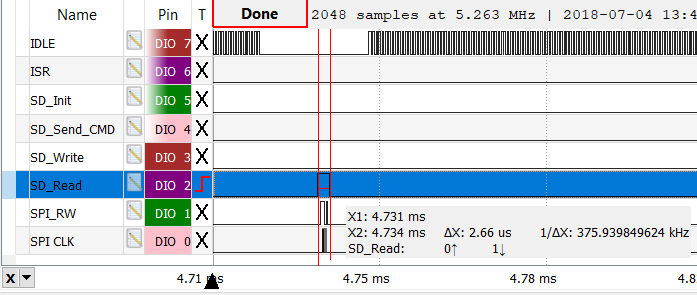 Name Pin T Done 2048 samples at 5.263 MHz | 2018-07-04 13:4
IDLE DIO 7 X
ISR DIO 6 X
SD_Init DIO 5 X
SD_Send_CMD DIO 4 X
SD_Write DIO 3 X
SD_Read DIO 2
SPI_RW DIO 1 X
SPI CLK DIO 0 X
X1: 4.731 ms
X2: 4.734 ms ΔX: 2.66 us 1/ΔX: 375.939849624 kHz
SD_Read: 0↑ 1↓
X 4.71 ms 4.75 ms 4.78 ms 4.8